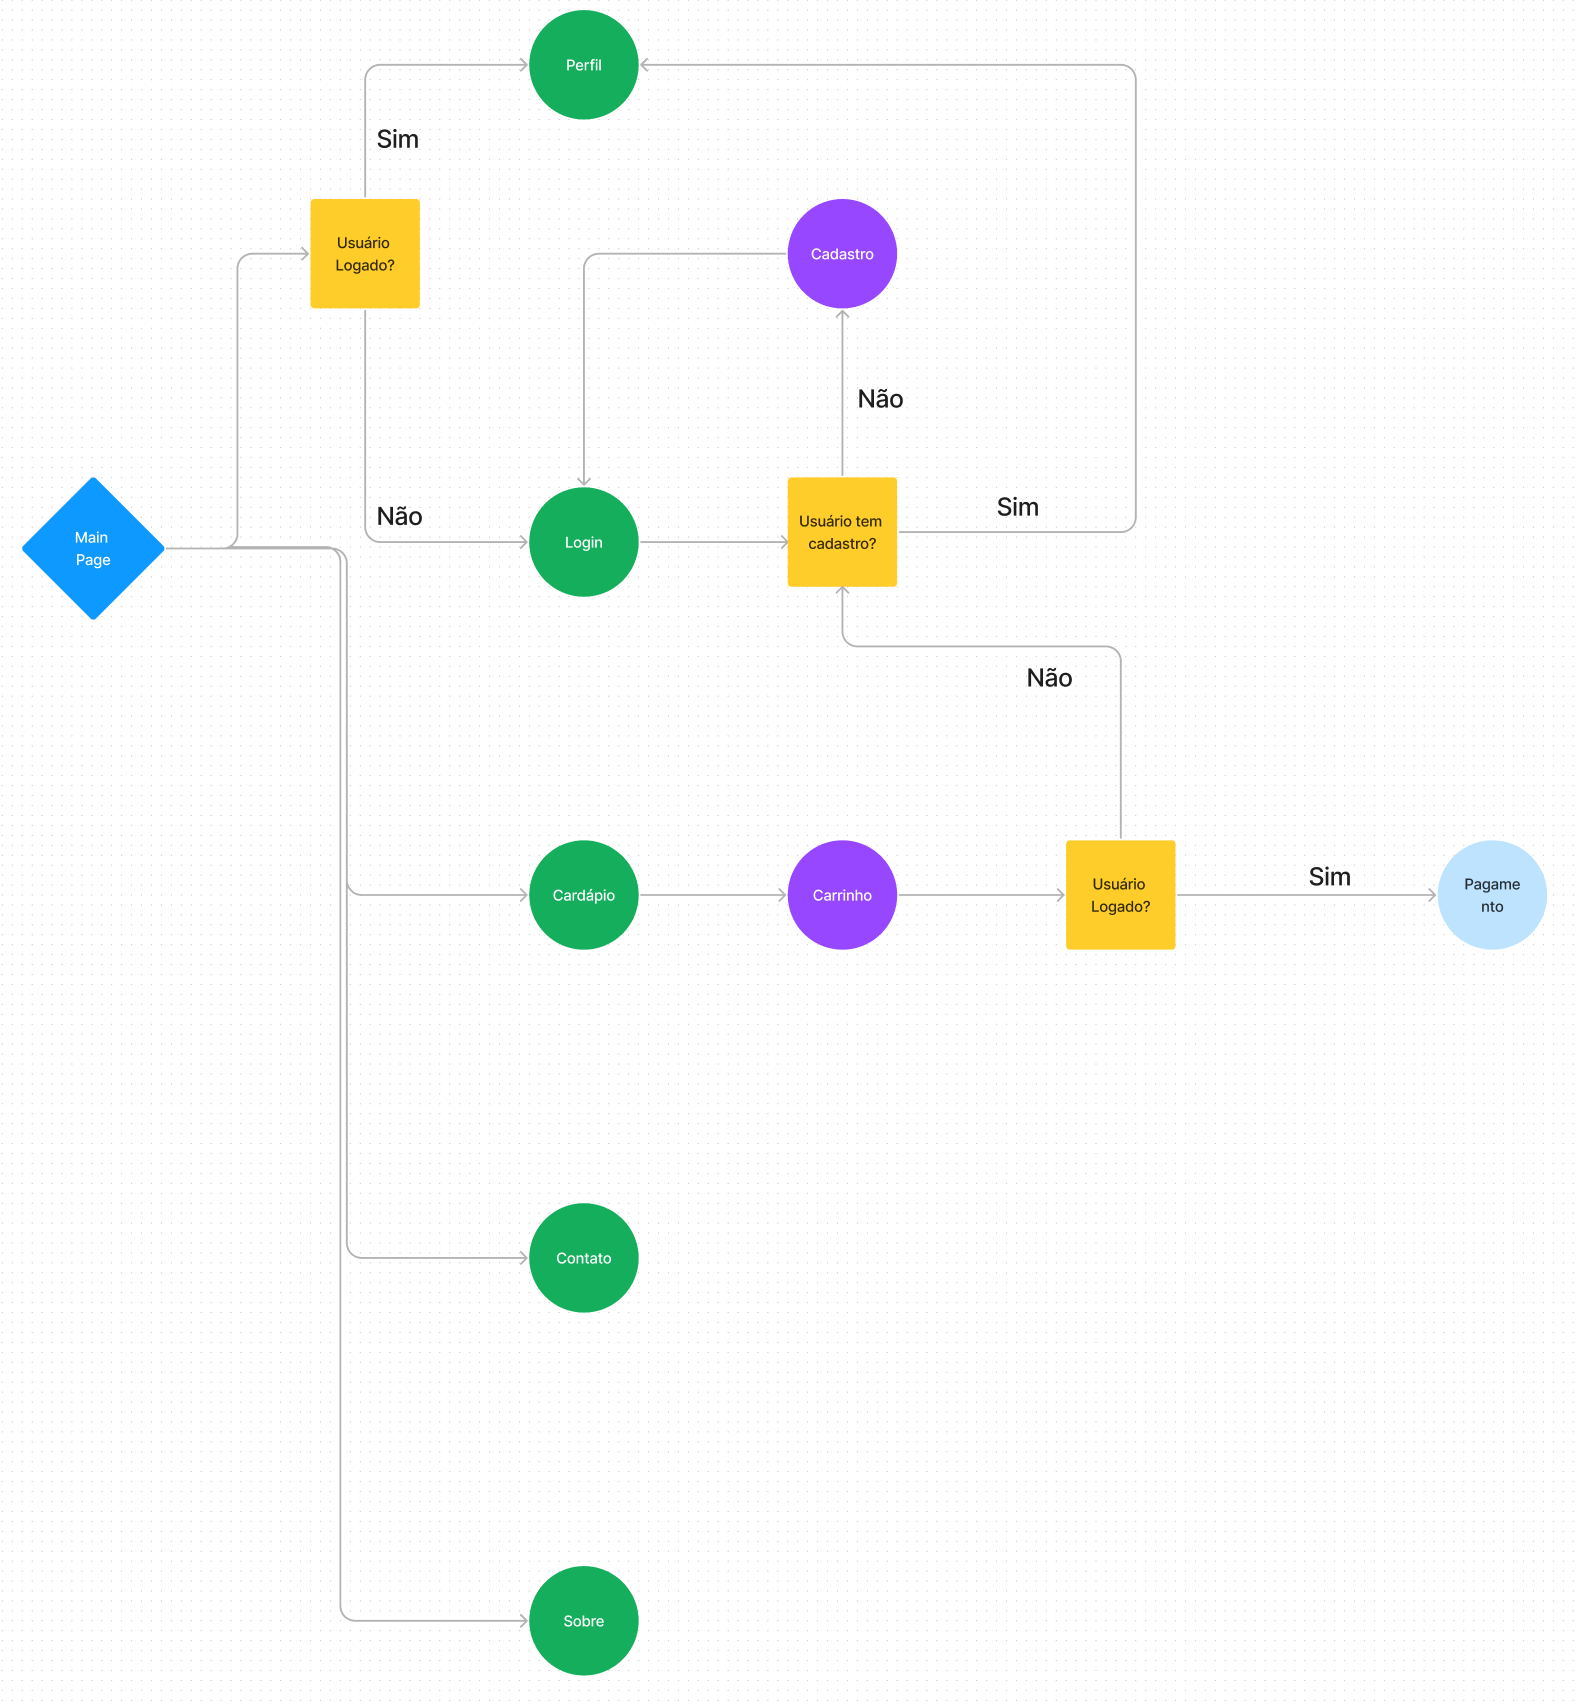 Perfil
Sim
Usuário
Logado?
Cadastro
Não
Main
Page
Não
Login
Usuário tem
cadastro?
Sim
Não
Cardápio
Carrinho
Usuário
Logado?
Sim
Pagame
nto
Contato
Sobre